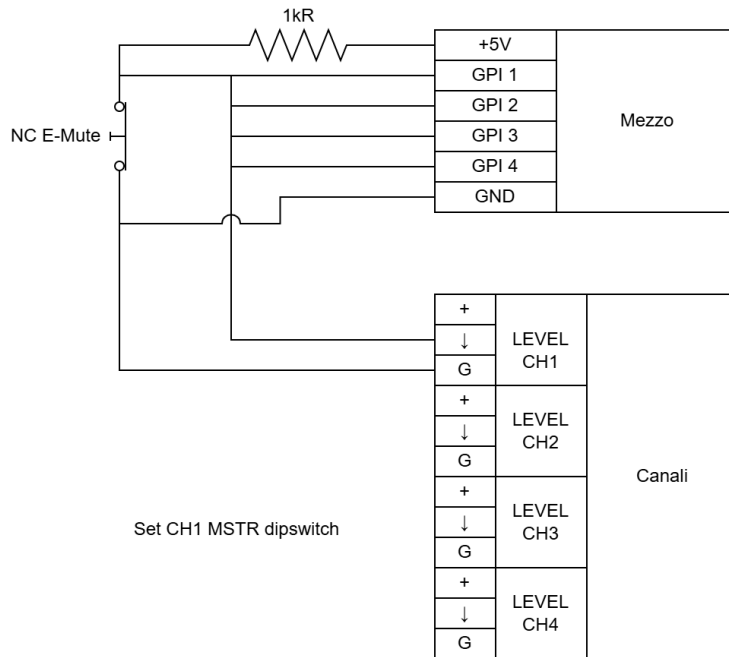 1kR
+5V
GPI 1
GPI 2
Mezzo
NC E-Mute
GPI 3
GPI 4
GND
+
↓
LEVEL
CH1
G
+
↓
LEVEL
CH2
G
Canali
+
↓
LEVEL
CH3
G
Set CH1 MSTR dipswitch
+
↓
LEVEL
CH4
G